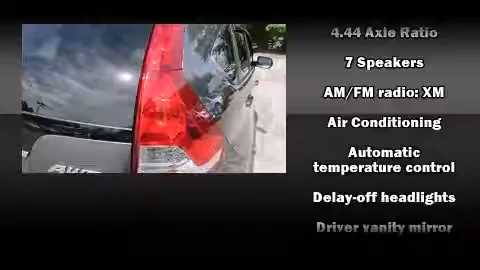 4.44 Axle Ratio
7 Speakers
AM/FM radio: XM
Air Conditioning
Automatic
temperature control
Delay-off headlights
Driver vanity mirror